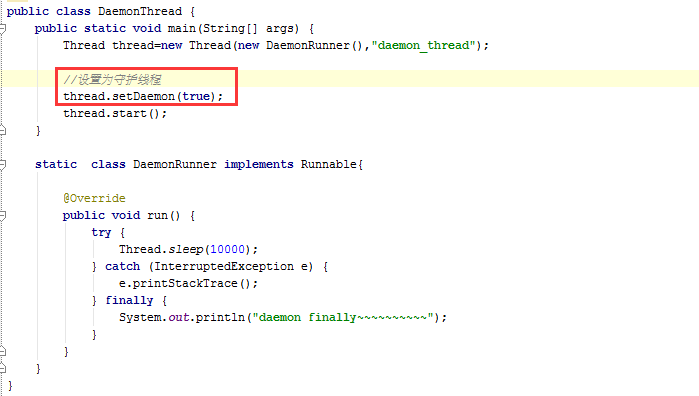 public class DaemonThread {
public static void main(String[] args) {
Thread thread=new Thread(new DaemonRunner(),"daemon_thread");
//设置为守护线程
thread.setDaemon(true);
thread.start();
}
static  class DaemonRunner implements Runnable{
@Override
public void run() {
try {
Thread.sleep(10000);
} catch (InterruptedException e) {
e.printStackTrace();
} finally {
System.out.println("daemon finally~~~~~~~~~~");
}
}
}
}